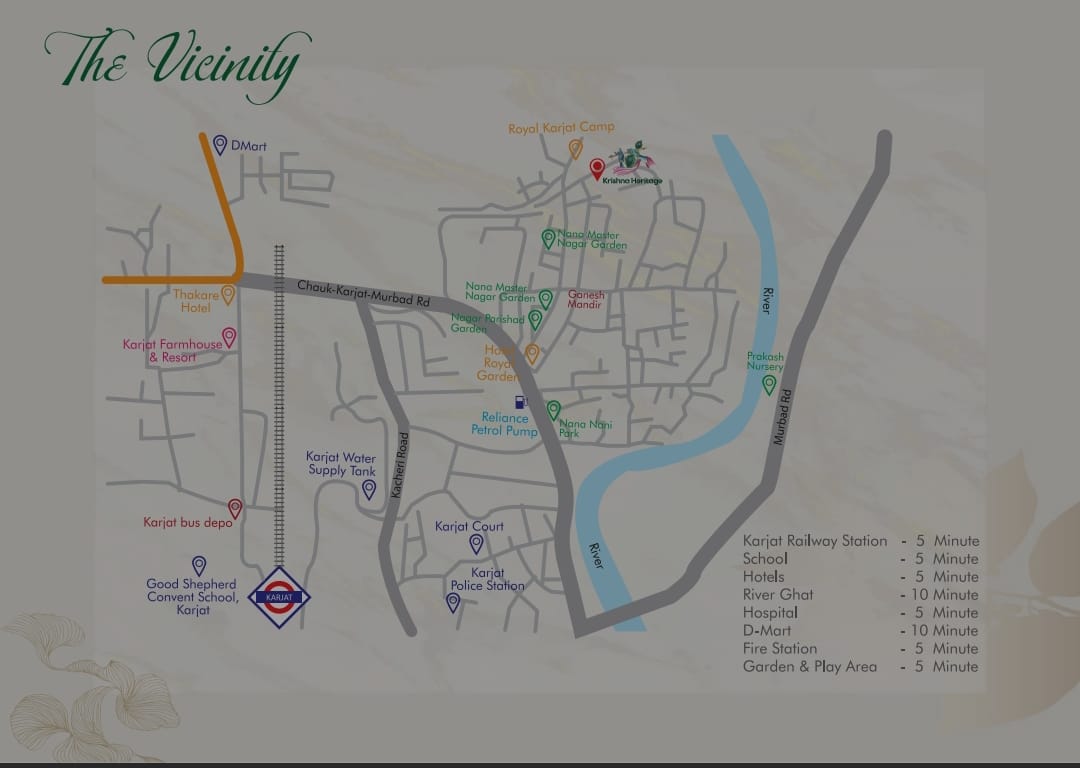 The Vicinity
DMart
Royal Karjat Camp
Krishna Heritage
Nana Master
Nagar Garden
Chauk-Karjat-Murbad Rd
Thakare
Hotel
Nana Master
Nagar Garden
Ganesh
Mandir
Nagar Parishad
Garden
River
Karjat Farmhouse
& Resort
Hotel
Royal
Garden
Prakash
Nursery
Reliance
Petrol Pump
Nana Nani
Park
Murbad Rd
Kacheri Road
Karjat Water
Supply Tank
Karjat bus depo
Karjat Court
River
Good Shepherd
Convent School,
Karjat
KARJAT
Karjat
Police Station
Karjat Railway Station - 5 Minute
School - 5 Minute
Hotels - 5 Minute
River Ghat - 10 Minute
Hospital - 5 Minute
D-Mart - 10 Minute
Fire Station - 5 Minute
Garden & Play Area - 5 Minute